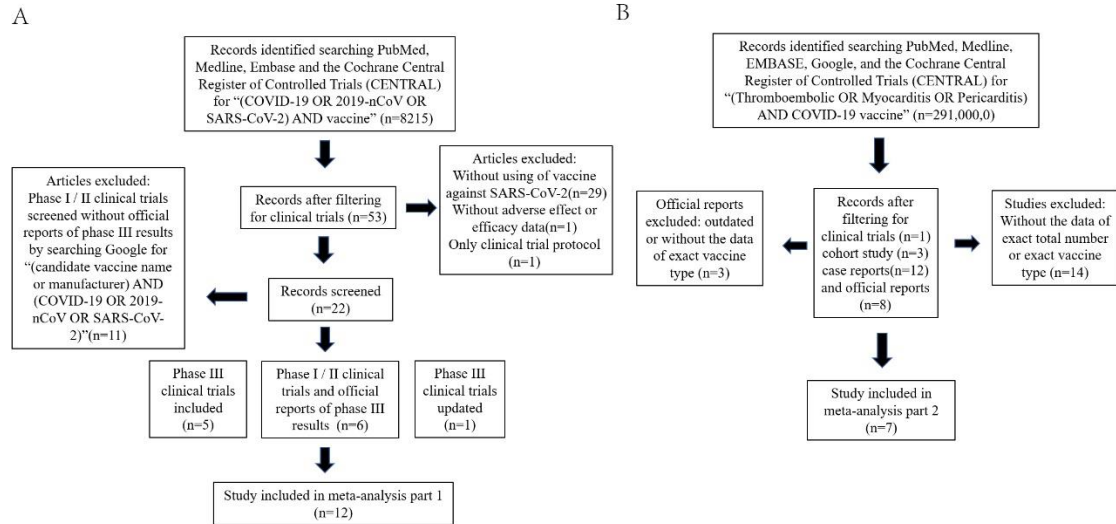 A
Records identified searching PubMed,
Medline, Embase and the Cochrane Central
Register of Controlled Trials (CENTRAL)
for “(COVID-19 OR 2019-nCoV OR
SARS-CoV-2) AND vaccine” (n=8215)
Articles excluded:
Phase I / II clinical trials
screened without official
reports of phase III results
by searching Google for
“(candidate vaccine name
or manufacturer) AND
(COVID-19 OR 2019-
nCoV OR SARS-CoV-
2)”(n=11)
Records after filtering
for clinical trials (n=53)
Articles excluded:
Without using of vaccine
against SARS-CoV-2(n=29)
Without adverse effect or
efficacy data(n=1)
Only clinical trial protocol
(n=1)
Records screened
(n=22)
Phase III
clinical trials
included
(n=5)
Phase I / II clinical
trials and official
reports of phase III
results (n=6)
Phase III
clinical trials
updated
(n=1)
Study included in meta-analysis part 1
(n=12)
B
Records identified searching PubMed, Medline,
EMBASE, Google, and the Cochrane Central
Register of Controlled Trials (CENTRAL) for
“(Thromboembolic OR Myocarditis OR Pericarditis)
AND COVID-19 vaccine” (n=291,000,0)
Official reports
excluded: outdated
or without the data
of exact vaccine
type (n=3)
Records after
filtering for
clinical trials (n=1)
cohort study (n=3)
case reports(n=12)
and official reports
(n=8)
Studies excluded:
Without the data of
exact total number
or exact vaccine
type (n=14)
Study included in
meta-analysis part 2
(n=7)